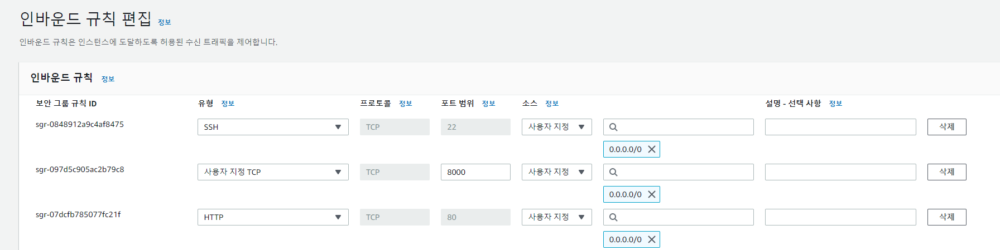 인바운드 규칙 편집 정보
인바운드 규칙은 인스턴스에 도달하도록 허용된 수신 트래픽을 제어합니다.
인바운드 규칙 정보
보안 그룹 규칙 ID 유형 정보 프로토콜 정보 포트 범위 정보 소스 정보 설명 - 선택 사항 정보
sgr-0848912a9c4af8475 SSH TCP 22 사용자 지정 삭제
0.0.0.0/0
sgr-097d5c905ac2b79c8 사용자 지정 TCP TCP 8000 사용자 지정 삭제
0.0.0.0/0
sgr-07dcfb785077fc21f HTTP TCP 80 사용자 지정 삭제
0.0.0.0/0